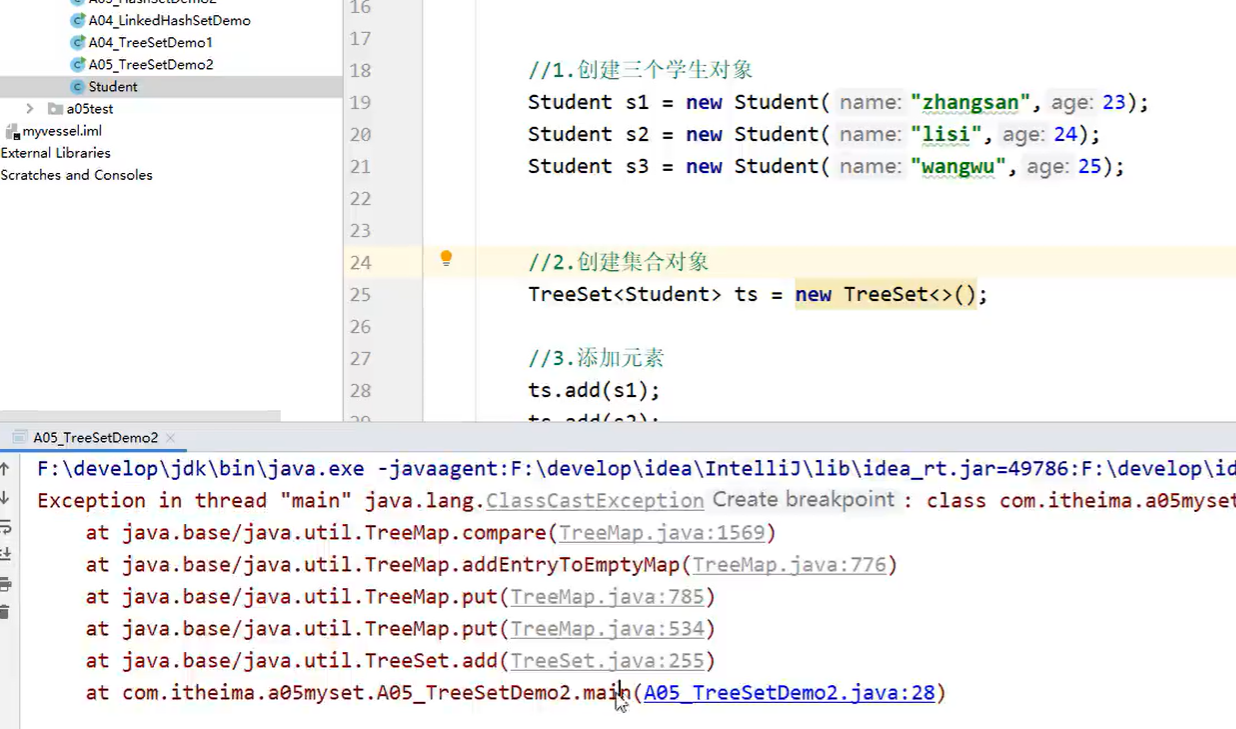 A04_LinkedHashSetDemo
A04_TreeSetDemo1
A05_TreeSetDemo2
Student
a05test
myvessel.iml
External Libraries
Scratches and Consoles
16
17
18 //1.创建三个学生对象
19 Student s1 = new Student( name: "zhangsan", age: 23);
20 Student s2 = new Student( name: "lisi", age: 24);
21 Student s3 = new Student( name: "wangwu", age: 25);
22
23
24 //2.创建集合对象
25 TreeSet<Student> ts = new TreeSet<>();
26
27 //3.添加元素
28 ts.add(s1);
A05_TreeSetDemo2
F:\develop\jdk\bin\java.exe -javaagent:F:\develop\idea\IntelliJ\lib\idea_rt.jar=49786:F:\develop\id
Exception in thread "main" java.lang.ClassCastException Create breakpoint : class com.itheima.a05myset
at java.base/java.util.TreeMap.compare(TreeMap.java:1569)
at java.base/java.util.TreeMap.addEntryToEmptyMap(TreeMap.java:776)
at java.base/java.util.TreeMap.put(TreeMap.java:785)
at java.base/java.util.TreeMap.put(TreeMap.java:534)
at java.base/java.util.TreeSet.add(TreeSet.java:255)
at com.itheima.a05myset.A05_TreeSetDemo2.main(A05_TreeSetDemo2.java:28)